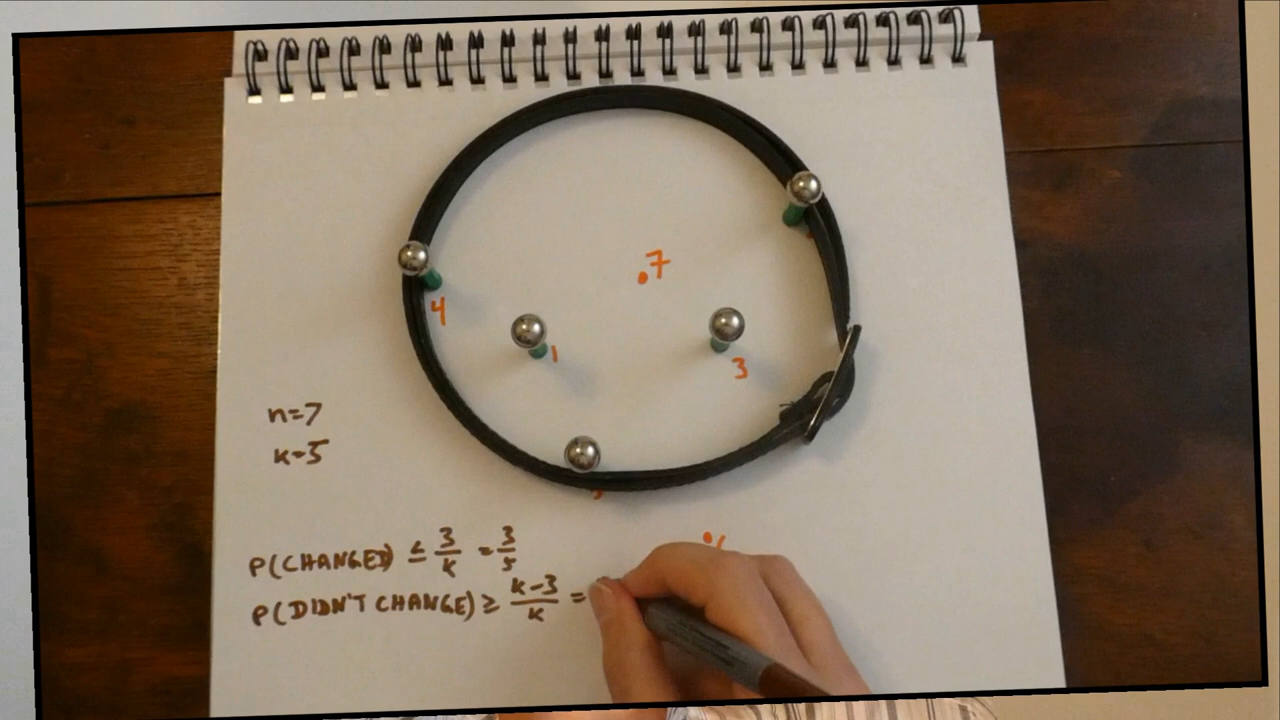 .7
4
1
3
n=7
k=5
P(CHANGED) ≤ 3/k = 3/5
P(DIDN'T CHANGE) ≥ k-3/k =